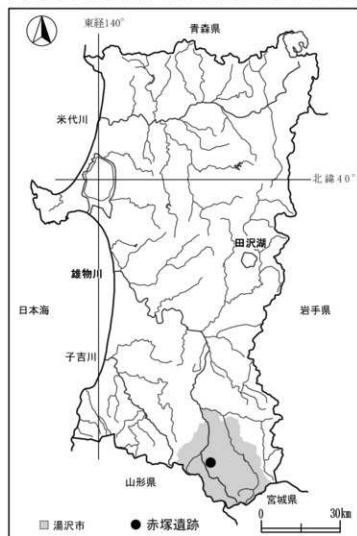 東経140°
青森県
米代川
北緯40°
田沢湖
雄物川
日本海
岩手県
子吉川
山形県
宮城県
0 30km
湯沢市
赤塚遺跡